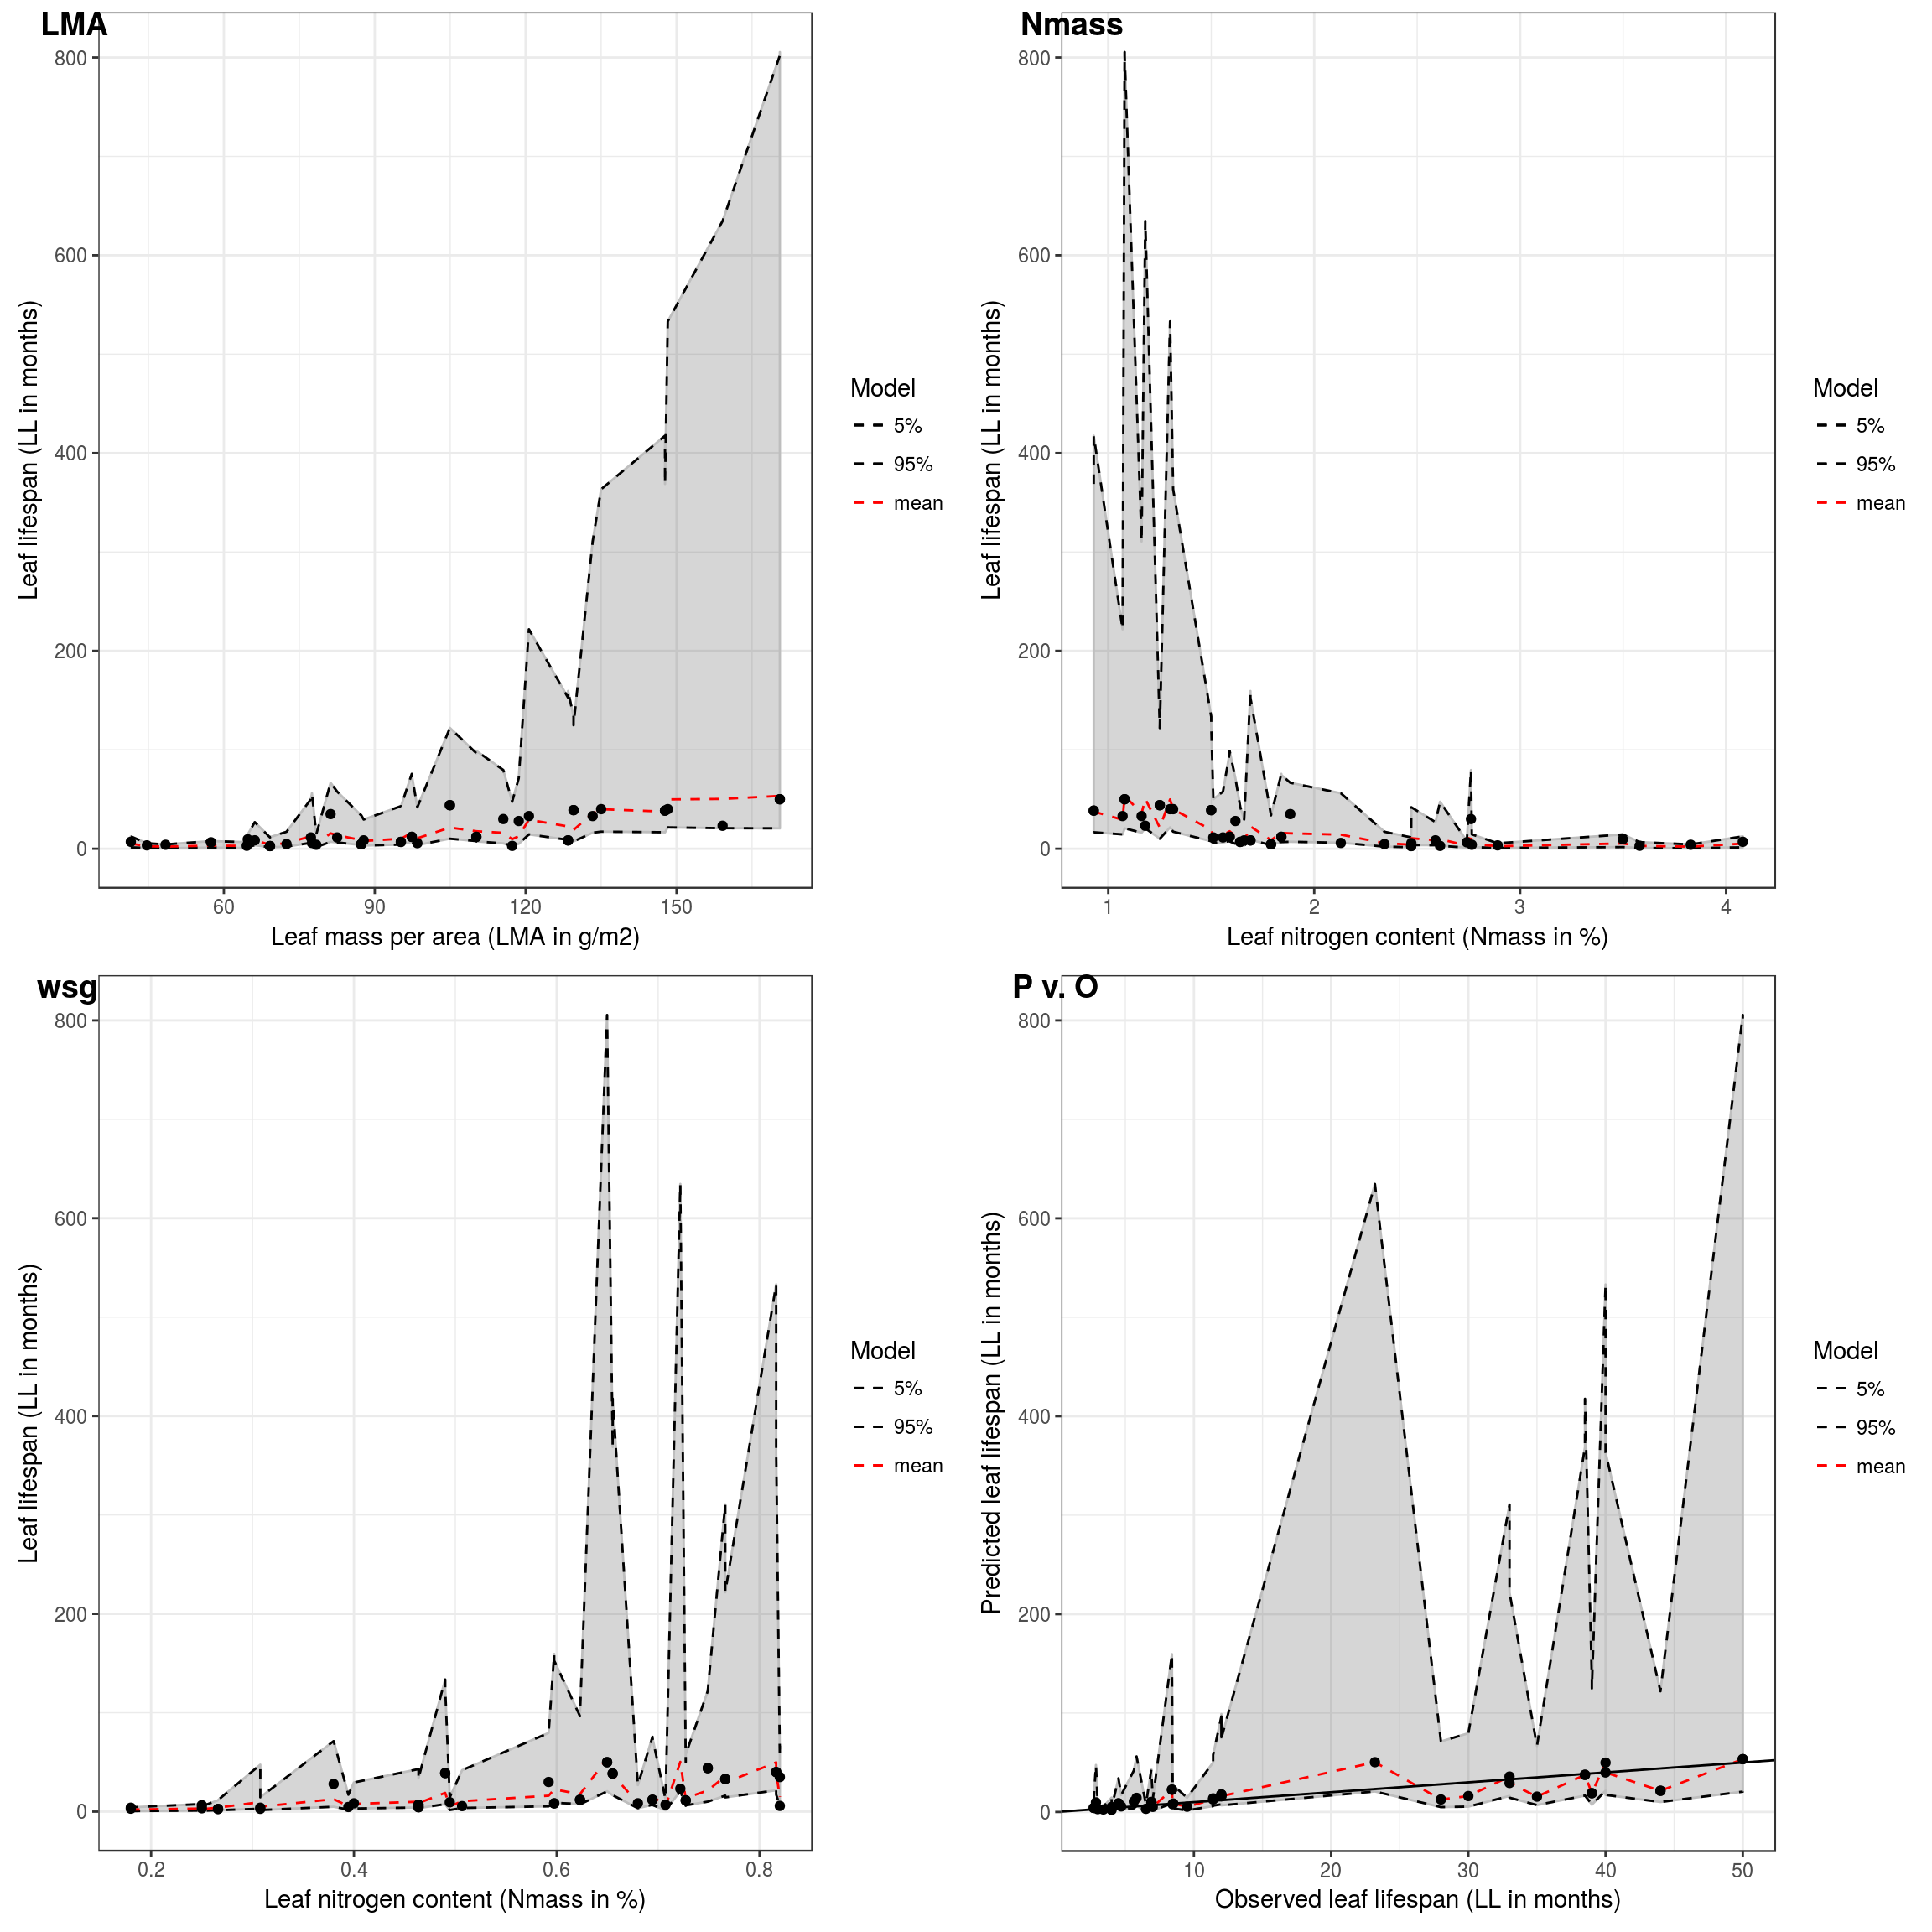 LMA
800
600
400
200
0
60 90 120 150
Leaf mass per area (LMA in g/m2)
Leaf lifespan (LL in months)
Model
5%
95%
mean
Nmass
800
600
400
200
0
1 2 3 4
Leaf nitrogen content (Nmass in %)
Leaf lifespan (LL in months)
Model
5%
95%
mean
wsg
800
600
400
200
0
0.2 0.4 0.6 0.8
Leaf nitrogen content (Nmass in %)
Leaf lifespan (LL in months)
Model
5%
95%
mean
P v. O
800
600
400
200
0
10 20 30 40 50
Observed leaf lifespan (LL in months)
Predicted leaf lifespan (LL in months)
Model
5%
95%
mean